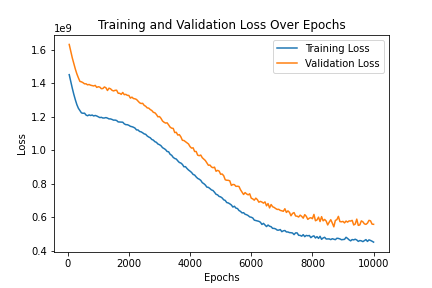 Training and Validation Loss Over Epochs
1e9
Training Loss
Validation Loss
1.6
1.4
1.2
1.0
0.8
0.6
0.4
Loss
0
2000
4000
6000
8000
10000
Epochs